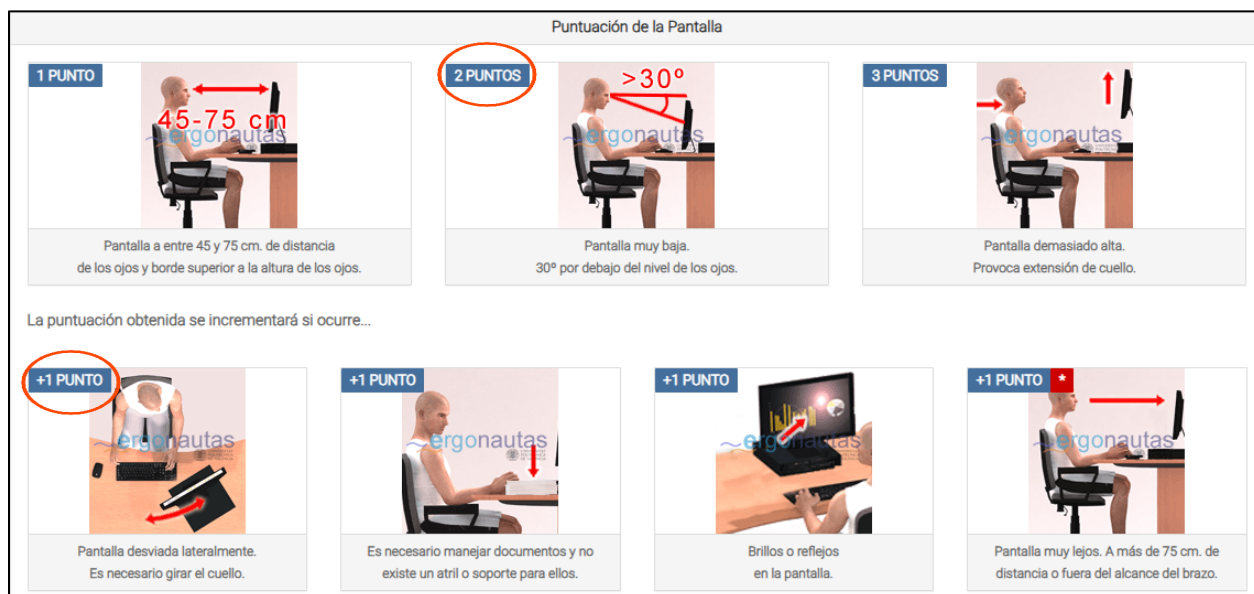 Puntuación de la Pantalla
1 PUNTO
45-75 cm
ergonautas
Pantalla a entre 45 y 75 cm. de distancia
de los ojos y borde superior a la altura de los ojos.
2 PUNTOS
>30º
ergonautas
Pantalla muy baja.
30º por debajo del nivel de los ojos.
3 PUNTOS
ergonautas
Pantalla demasiado alta.
Provoca extensión de cuello.
La puntuación obtenida se incrementará si ocurre...
+1 PUNTO
ergonautas
Pantalla desviada lateralmente.
Es necesario girar el cuello.
+1 PUNTO
ergonautas
Es necesario manejar documentos y no
existe un atril o soporte para ellos.
+1 PUNTO
ergonautas
Brillos o reflejos
en la pantalla.
+1 PUNTO *
ergonautas
Pantalla muy lejos. A más de 75 cm. de
distancia o fuera del alcance del brazo.